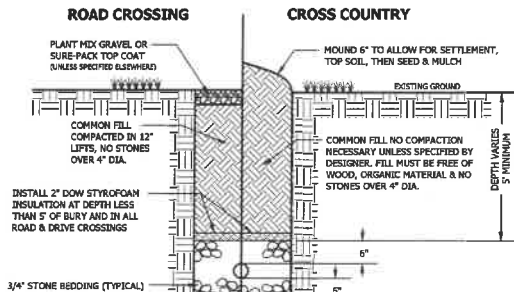 ROAD CROSSING
CROSS COUNTRY
PLANT MIX GRAVEL OR
SURE-PACK TOP COAT
(UNLESS SPECIFIED ELSEWHERE)
MOUND 6" TO ALLOW FOR SETTLEMENT,
TOP SOIL, THEN SEED & MULCH
EXISTING GROUND
COMMON FILL
COMPACTED IN 12"
LIFTS, NO STONES
OVER 4" DIA.
COMMON FILL NO COMPACTION
NECESSARY UNLESS SPECIFIED BY
DESIGNER. FILL MUST BE FREE OF
WOOD, ORGANIC MATERIAL & NO
STONES OVER 4" DIA.
DEPTH VARIES
5' MINIMUM
INSTALL 2" DOW STYROFOAM
INSULATION AT DEPTH LESS
THAN 5' OF BURY AND IN ALL
ROAD & DRIVE CROSSINGS
6"
3/4" STONE BEDDING (TYPICAL)
6"